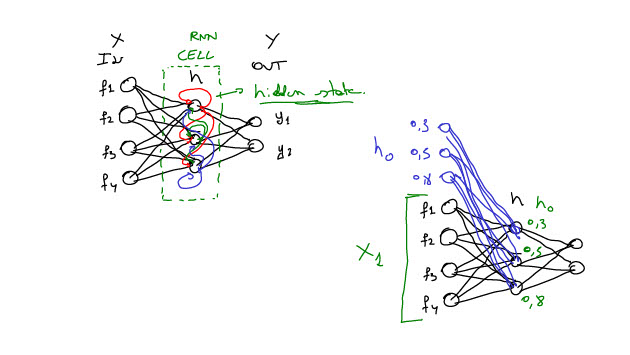 X RNN Y
IN CELL OUT
h
f1
hidden state.
f2 y1
f3 y2
f4
0,3
h0 0,5
0,8
f1 h h0
0,3
f2
X1 0,5
f3
f4 0,8